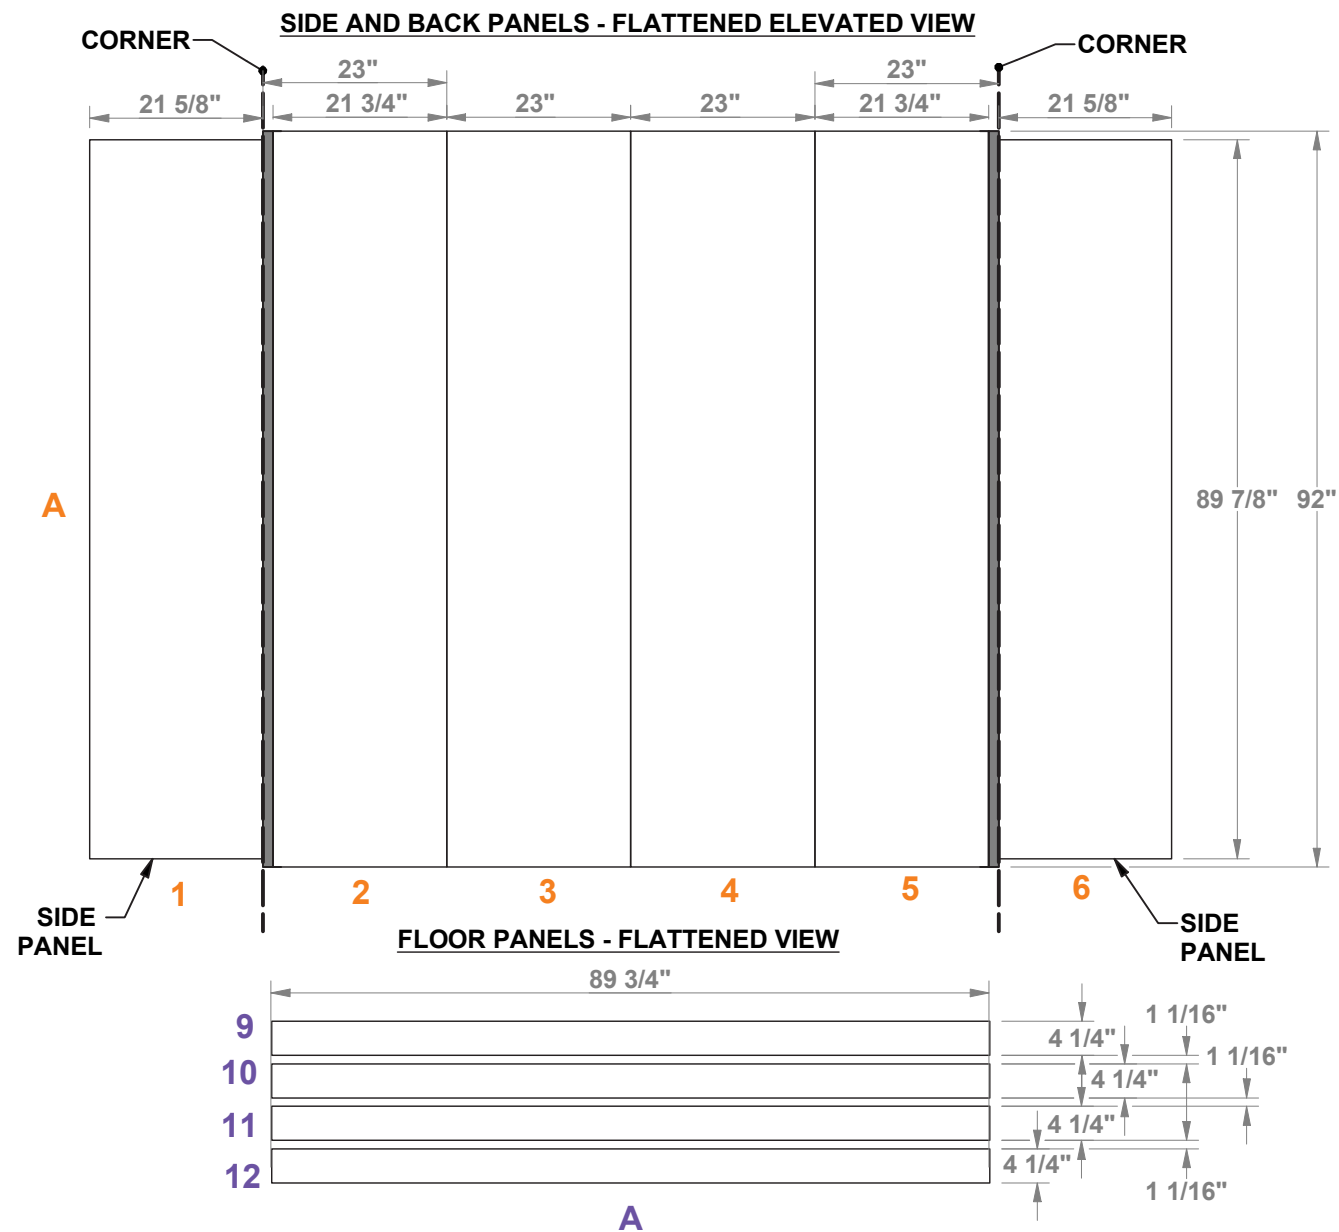 SIDE AND BACK PANELS - FLATTENED ELEVATED VIEW
CORNER
CORNER
23"
23"
21 5/8"
21 3/4"
23"
23"
21 3/4"
21 5/8"
A
89 7/8"
92"
1
2
3
4
5
6
SIDE
PANEL
SIDE
PANEL
FLOOR PANELS - FLATTENED VIEW
89 3/4"
9
10
11
12
1 1/16"
4 1/4"
1 1/16"
4 1/4"
4 1/4"
4 1/4"
1 1/16"
A